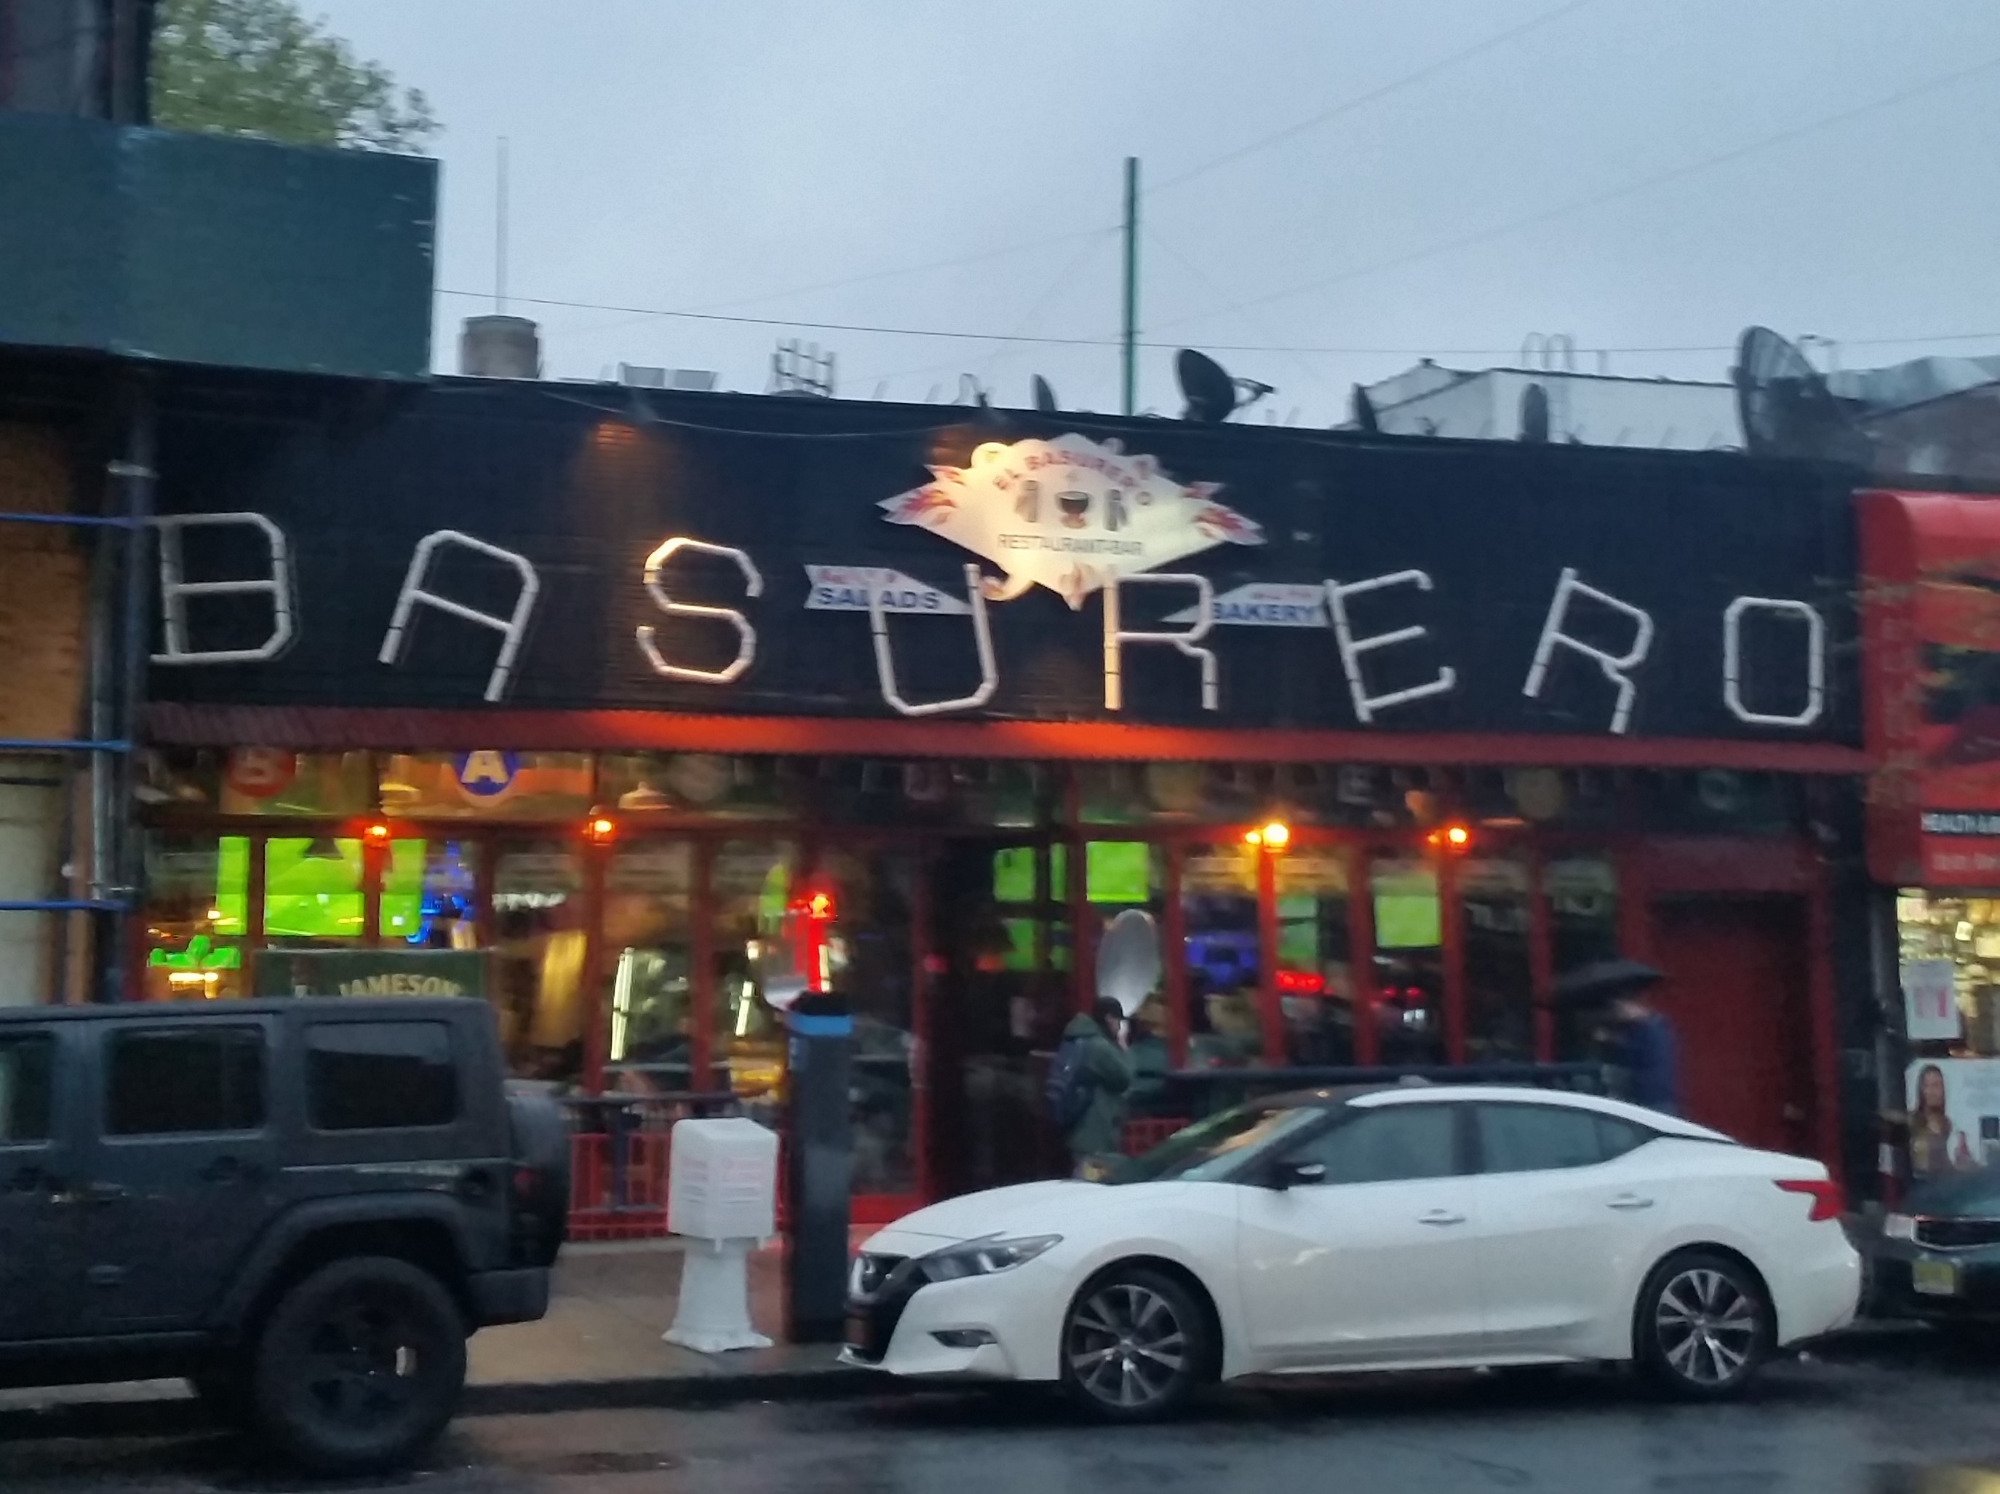 EL BASURERO
RESTAURANT-BAR
BASURERO
SALADS
BAKERY
B A S U R E R O
JAMESON